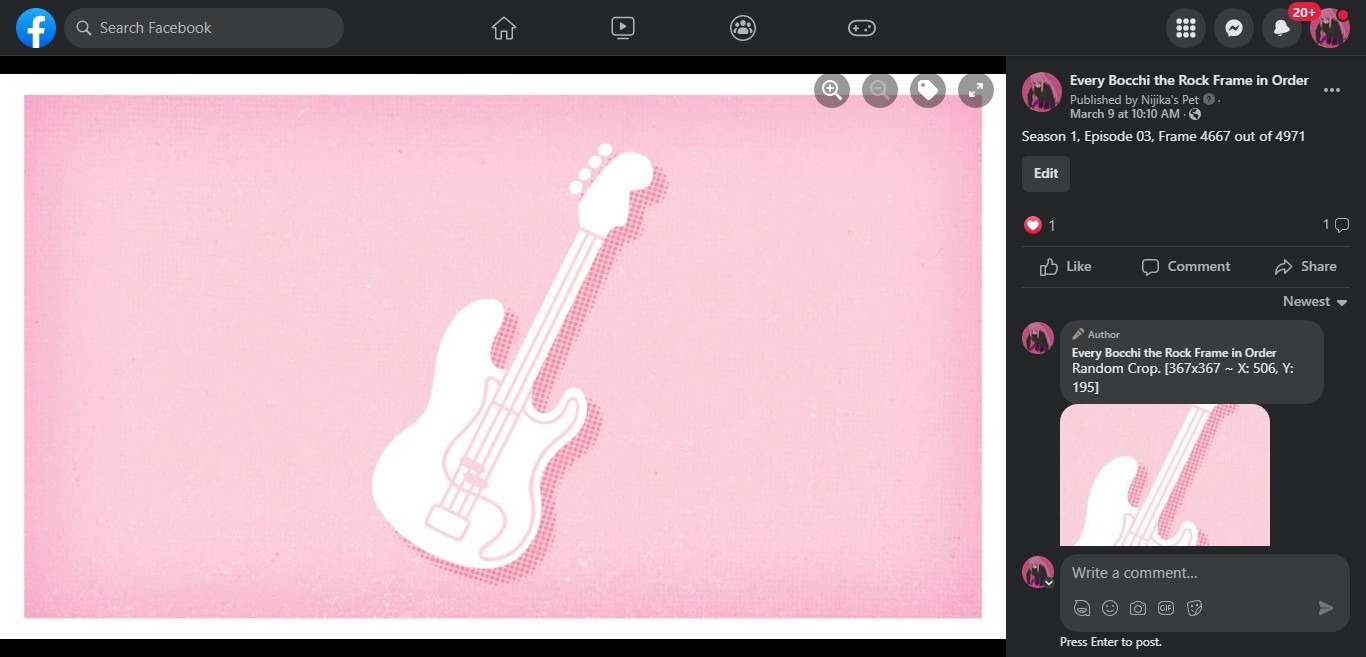 Search Facebook
20+
Every Bocchi the Rock Frame in Order
Published by Nijika's Pet ? ·
March 9 at 10:10 AM ·
Season 1, Episode 03, Frame 4667 out of 4971
Edit
1
1
Like
Comment
Share
Newest
Author
Every Bocchi the Rock Frame in Order
Random Crop. [367x367 ~ X: 506, Y:
195]
Write a comment...
GIF
Press Enter to post.